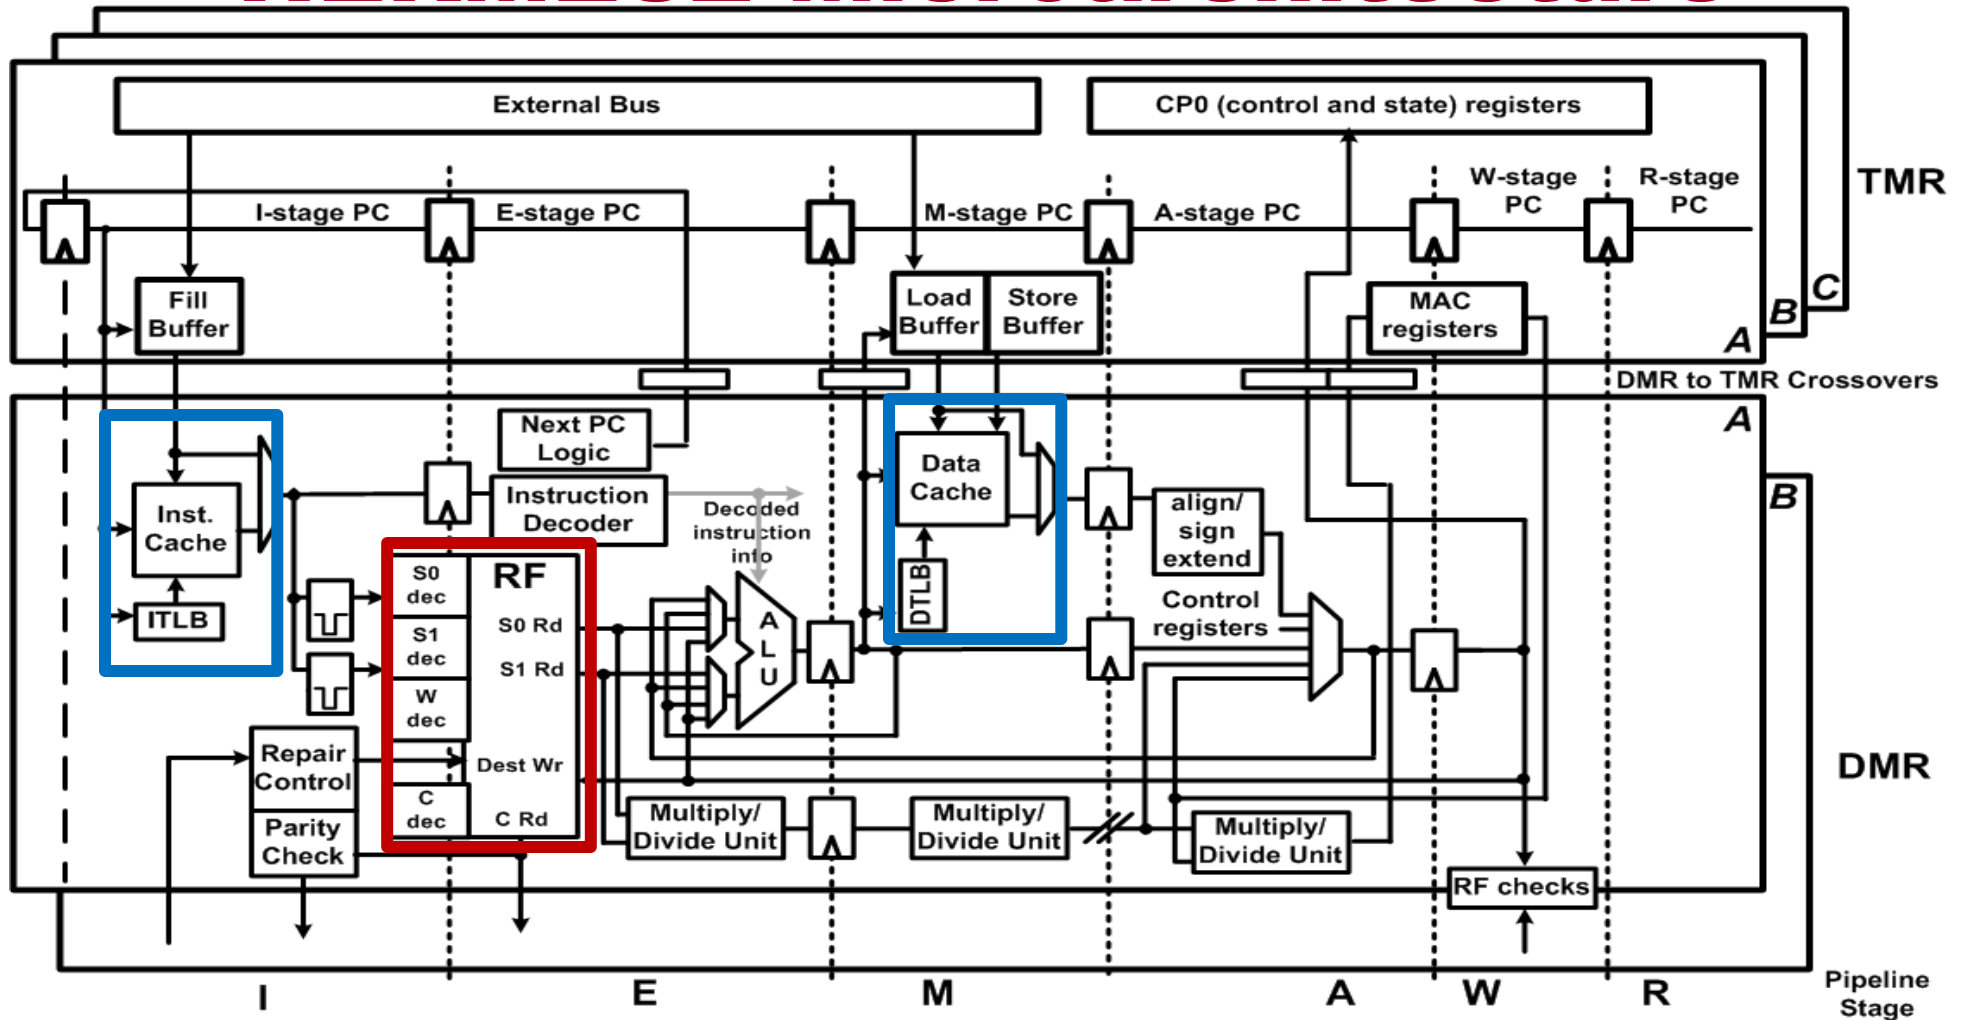 External Bus
CP0 (control and state) registers
TMR
I-stage PC
E-stage PC
M-stage PC
A-stage PC
W-stage
PC
R-stage
PC
Fill
Buffer
Load
Buffer
Store
Buffer
MAC
registers
A
B
C
DMR to TMR Crossovers
A
B
Next PC
Logic
Instruction
Decoder
Decoded
instruction
info
Inst.
Cache
ITLB
Data
Cache
DTLB
align/
sign
extend
Control
registers
S0
dec
S1
dec
W
dec
C
dec
RF
S0 Rd
S1 Rd
Dest Wr
C Rd
A
L
U
Repair
Control
Parity
Check
Multiply/
Divide Unit
Multiply/
Divide Unit
Multiply/
Divide Unit
RF checks
DMR
I
E
M
A
W
R
Pipeline
Stage